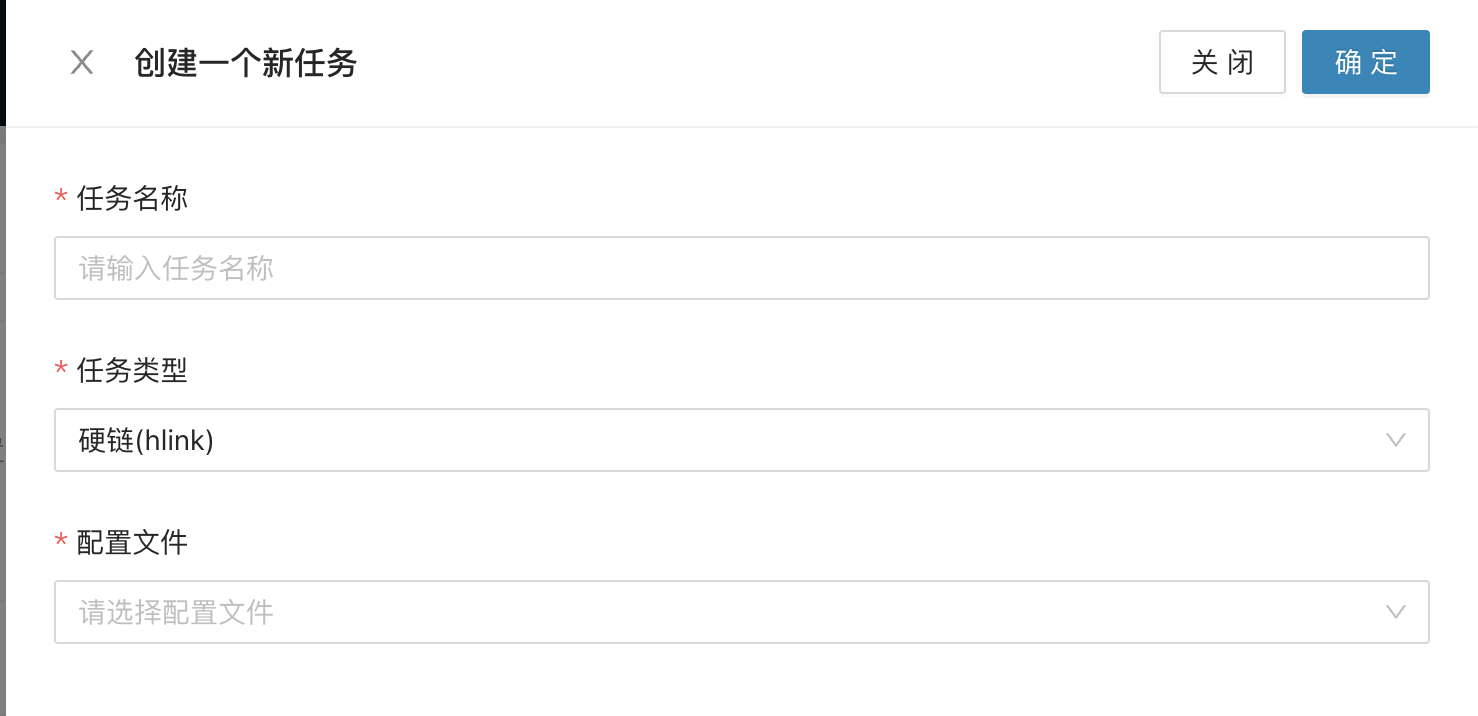 创建一个新任务
关 闭
确 定
* 任务名称
请输入任务名称
* 任务类型
硬链(hlink)
* 配置文件
请选择配置文件